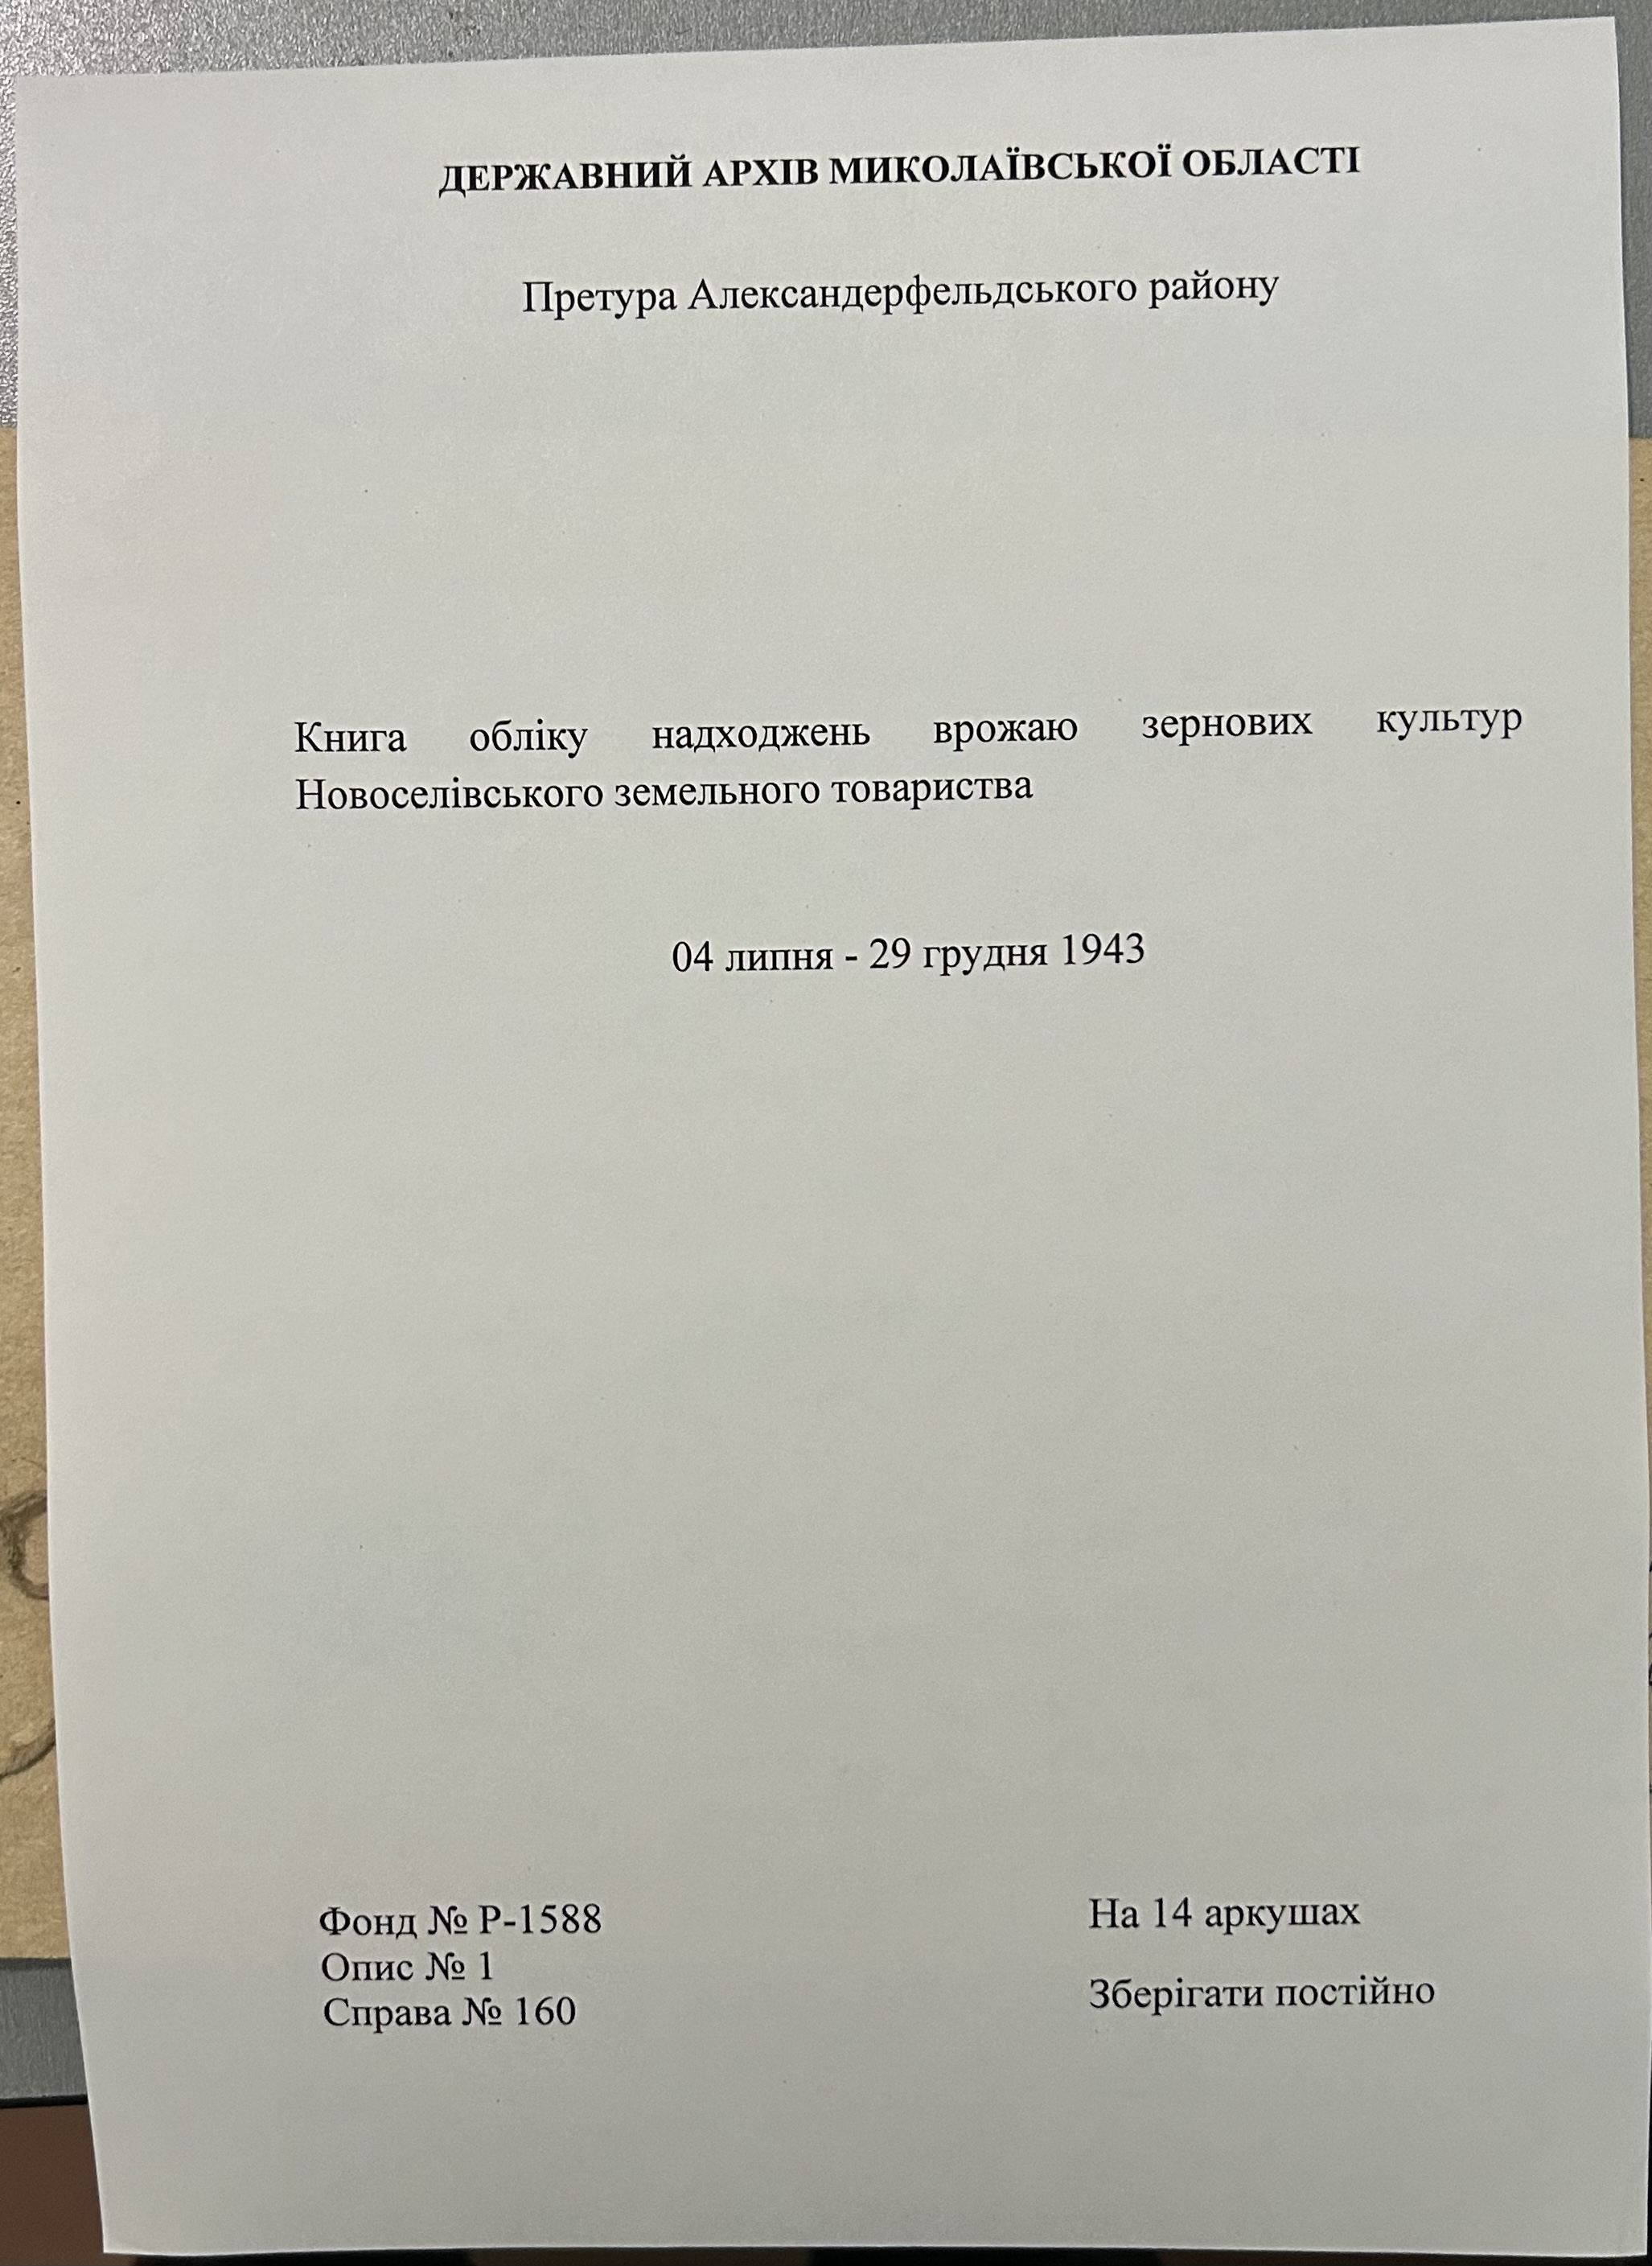 ДЕРЖАВНИЙ АРХІВ МИКОЛАЇВСЬКОЇ ОБЛАСТІ
Претура Александерфельдського району
Книга обліку надходжень врожаю зернових культур
Новоселівського земельного товариства
04 липня - 29 грудня 1943
Фонд № Р-1588
Опис № 1
Справа № 160
На 14 аркушах
Зберігати постійно